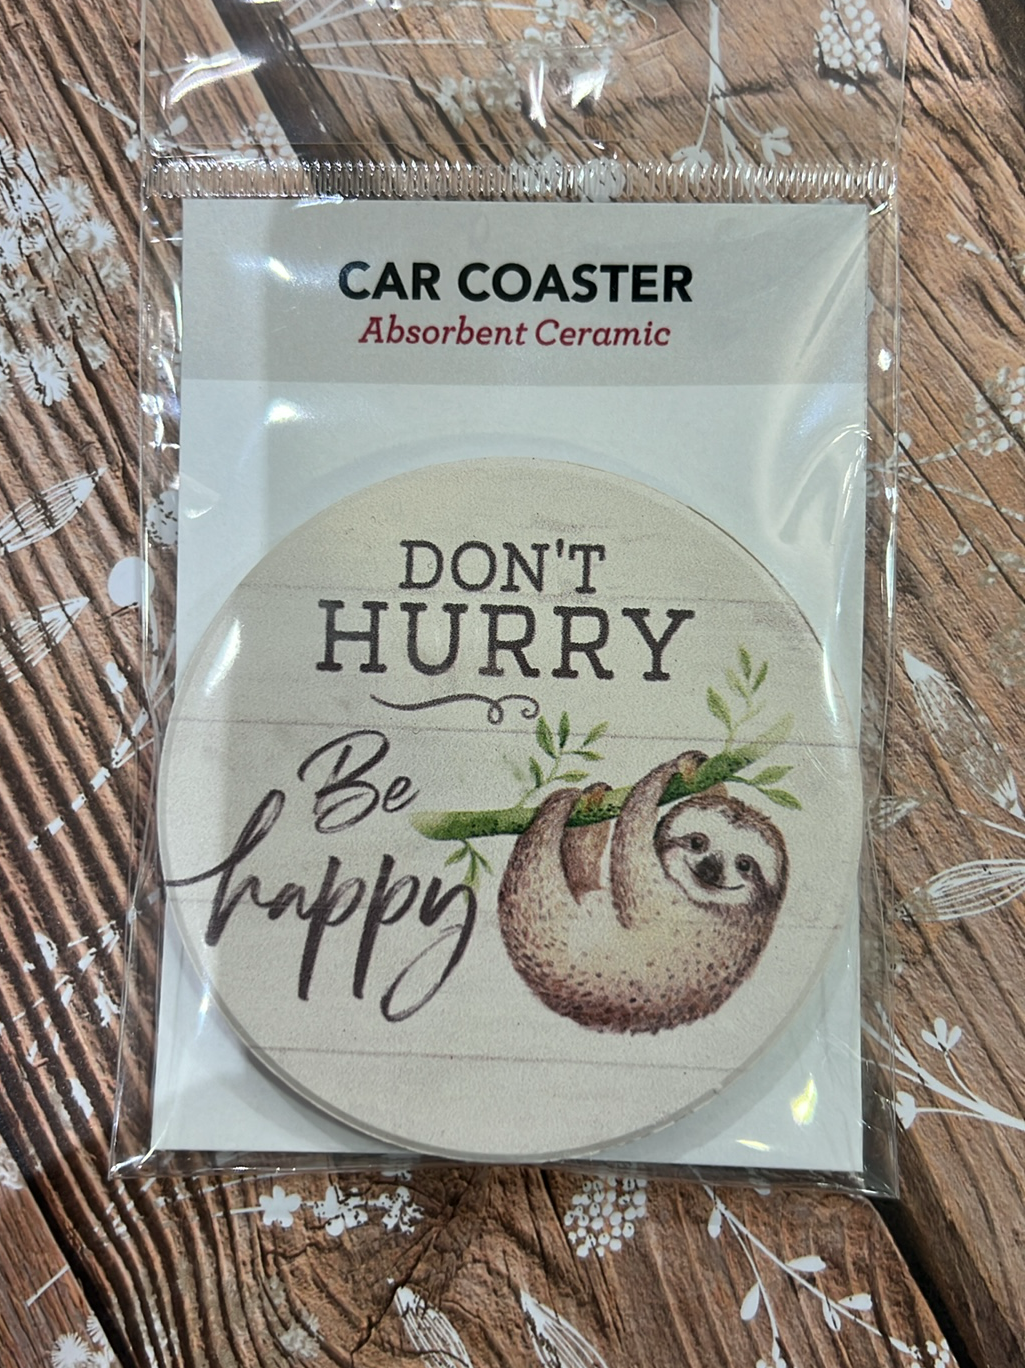 CAR COASTER
Absorbent Ceramic
DON'T
HURRY
Be
happy